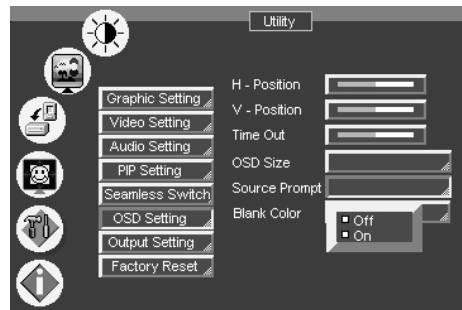 Utility
Graphic Setting
Video Setting
Audio Setting
PIP Setting
Seamless Switch
OSD Setting
Output Setting
Factory Reset
H - Position
V - Position
Time Out
OSD Size
Source Prompt
Blank Color
Off
On